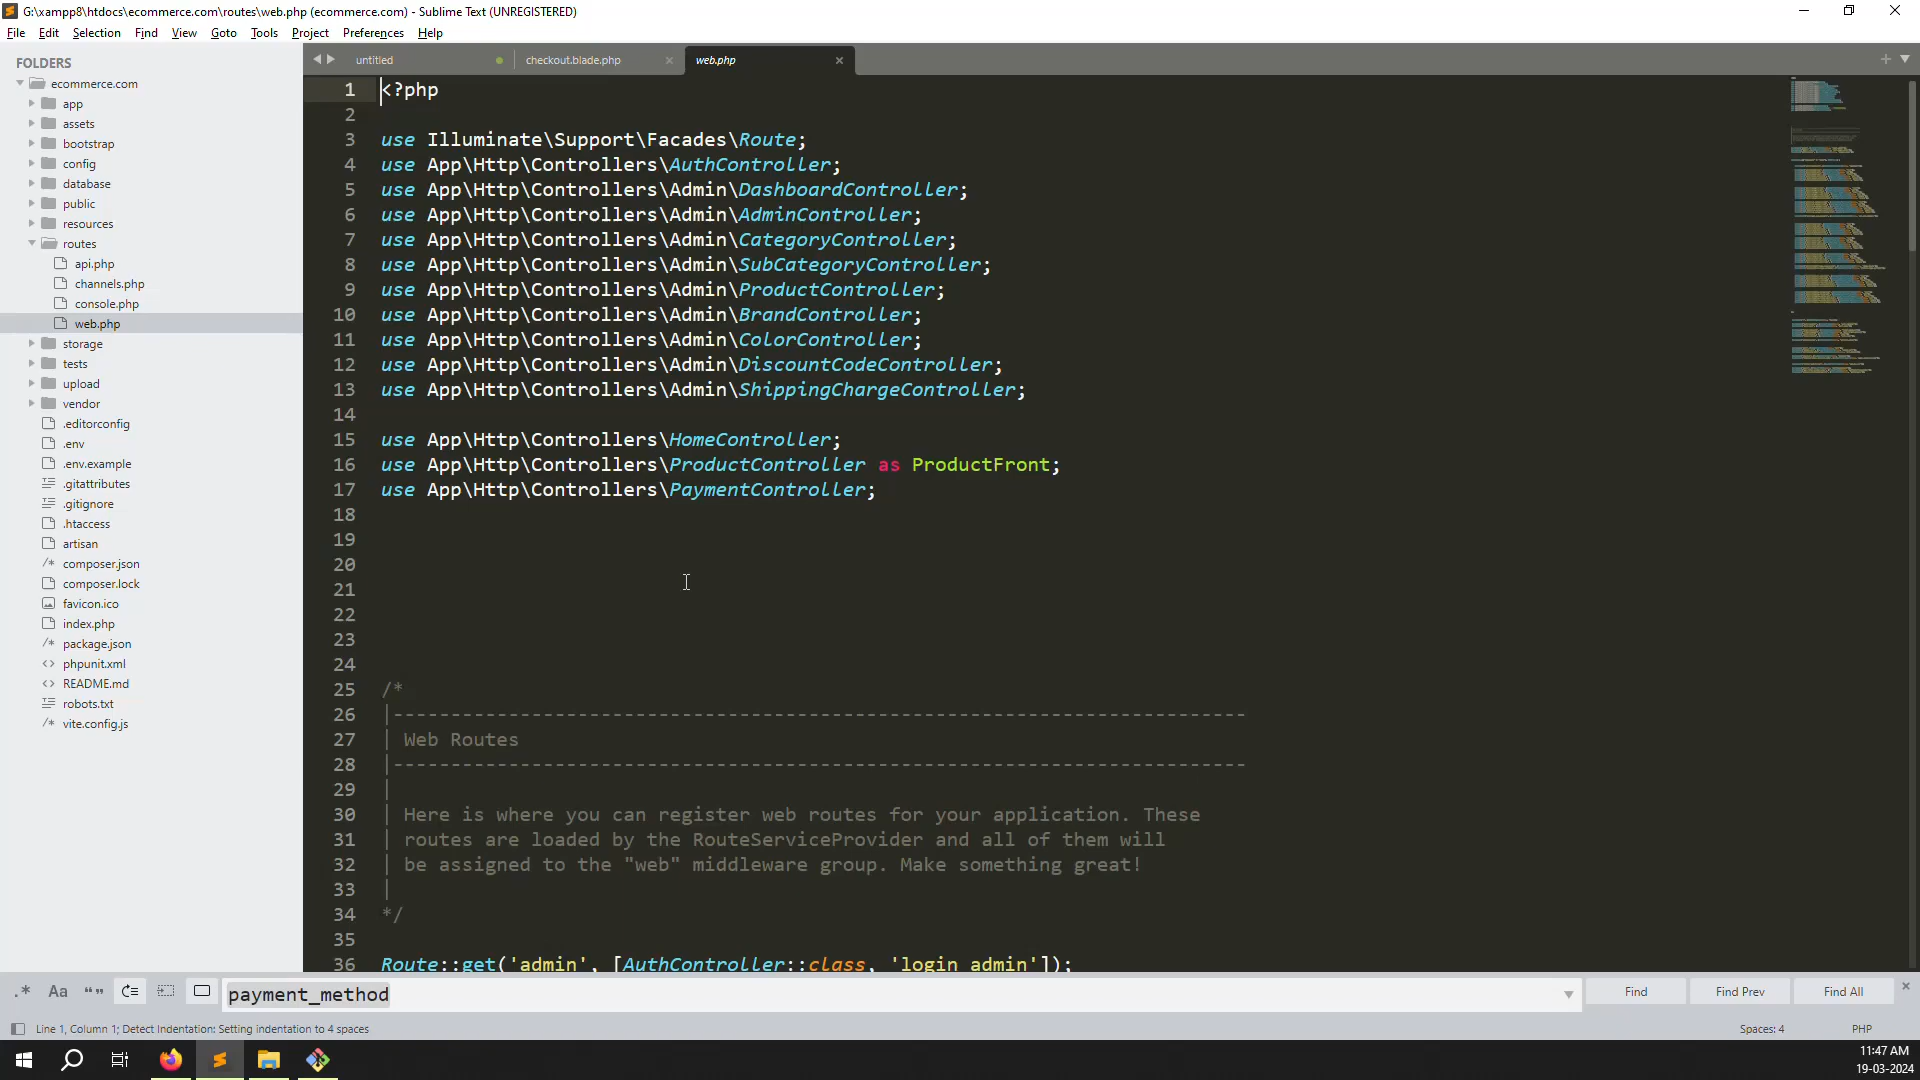 G:\xampp8\htdocs\ecommerce.com\routes\web.php (ecommerce.com) - Sublime Text (UNREGISTERED)
File Edit Selection Find View Goto Tools Project Preferences Help
FOLDERS
ecommerce.com
app
assets
bootstrap
config
database
public
resources
routes
api.php
channels.php
console.php
web.php
storage
tests
upload
vendor
.editorconfig
.env
.env.example
.gitattributes
.gitignore
.htaccess
artisan
composer.json
composer.lock
favicon.ico
index.php
package.json
phpunit.xml
README.md
robots.txt
vite.config.js
untitled checkout.blade.php web.php
1 <?php
2
3 use Illuminate\Support\Facades\Route;
4 use App\Http\Controllers\AuthController;
5 use App\Http\Controllers\Admin\DashboardController;
6 use App\Http\Controllers\Admin\AdminController;
7 use App\Http\Controllers\Admin\CategoryController;
8 use App\Http\Controllers\Admin\SubCategoryController;
9 use App\Http\Controllers\Admin\ProductController;
10 use App\Http\Controllers\Admin\BrandController;
11 use App\Http\Controllers\Admin\ColorController;
12 use App\Http\Controllers\Admin\DiscountCodeController;
13 use App\Http\Controllers\Admin\ShippingChargeController;
14
15 use App\Http\Controllers\HomeController;
16 use App\Http\Controllers\ProductController as ProductFront;
17 use App\Http\Controllers\PaymentController;
18
19
20
21
22
23
24
25 /*
26 |--------------------------------------------------------------------------
27 | Web Routes
28 |--------------------------------------------------------------------------
29 |
30 | Here is where you can register web routes for your application. These
31 | routes are loaded by the RouteServiceProvider and all of them will
32 | be assigned to the "web" middleware group. Make something great!
33 |
34 */
35
36 Route::get('admin', [AuthController::class, 'login_admin']);
.* Aa payment_method Find Find Prev Find All
Line 1, Column 1; Detect Indentation: Setting indentation to 4 spaces Spaces: 4 PHP
11:47 AM
19-03-2024